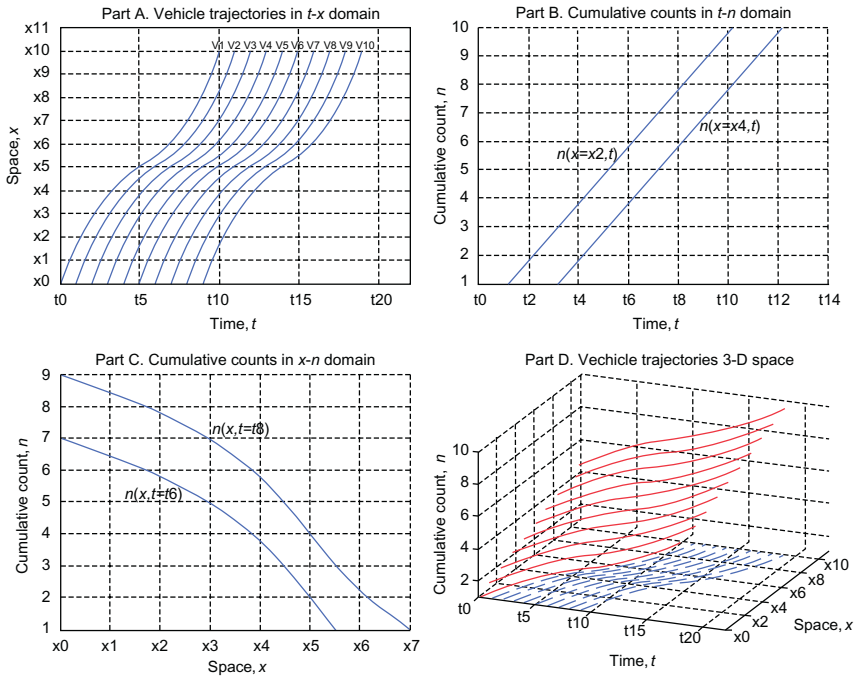 Part A. Vehicle trajectories in t-x domain
x11
x10
x9
x8
x7
x6
x5
x4
x3
x2
x1
x0
Space, x
V1 V2 V3 V4 V5 V6 V7 V8 V9 V10
t0 t5 t10 t15 t20
Time, t
Part B. Cumulative counts in t-n domain
10
9
8
7
6
5
4
3
2
1
Cumulative count, n
n(x=x2,t)
n(x=x4,t)
t0 t2 t4 t6 t8 t10 t12 t14
Time, t
Part C. Cumulative counts in x-n domain
9
8
7
6
5
4
3
2
1
Cumulative count, n
n(x,t=t8)
n(x,t=t6)
x0 x1 x2 x3 x4 x5 x6 x7
Space, x
Part D. Vechicle trajectories 3-D space
10
8
6
4
2
Cumulative count, n
t0
t5
t10
t15
t20
Time, t
x10
x8
x6
x4
x2
x0
Space, x